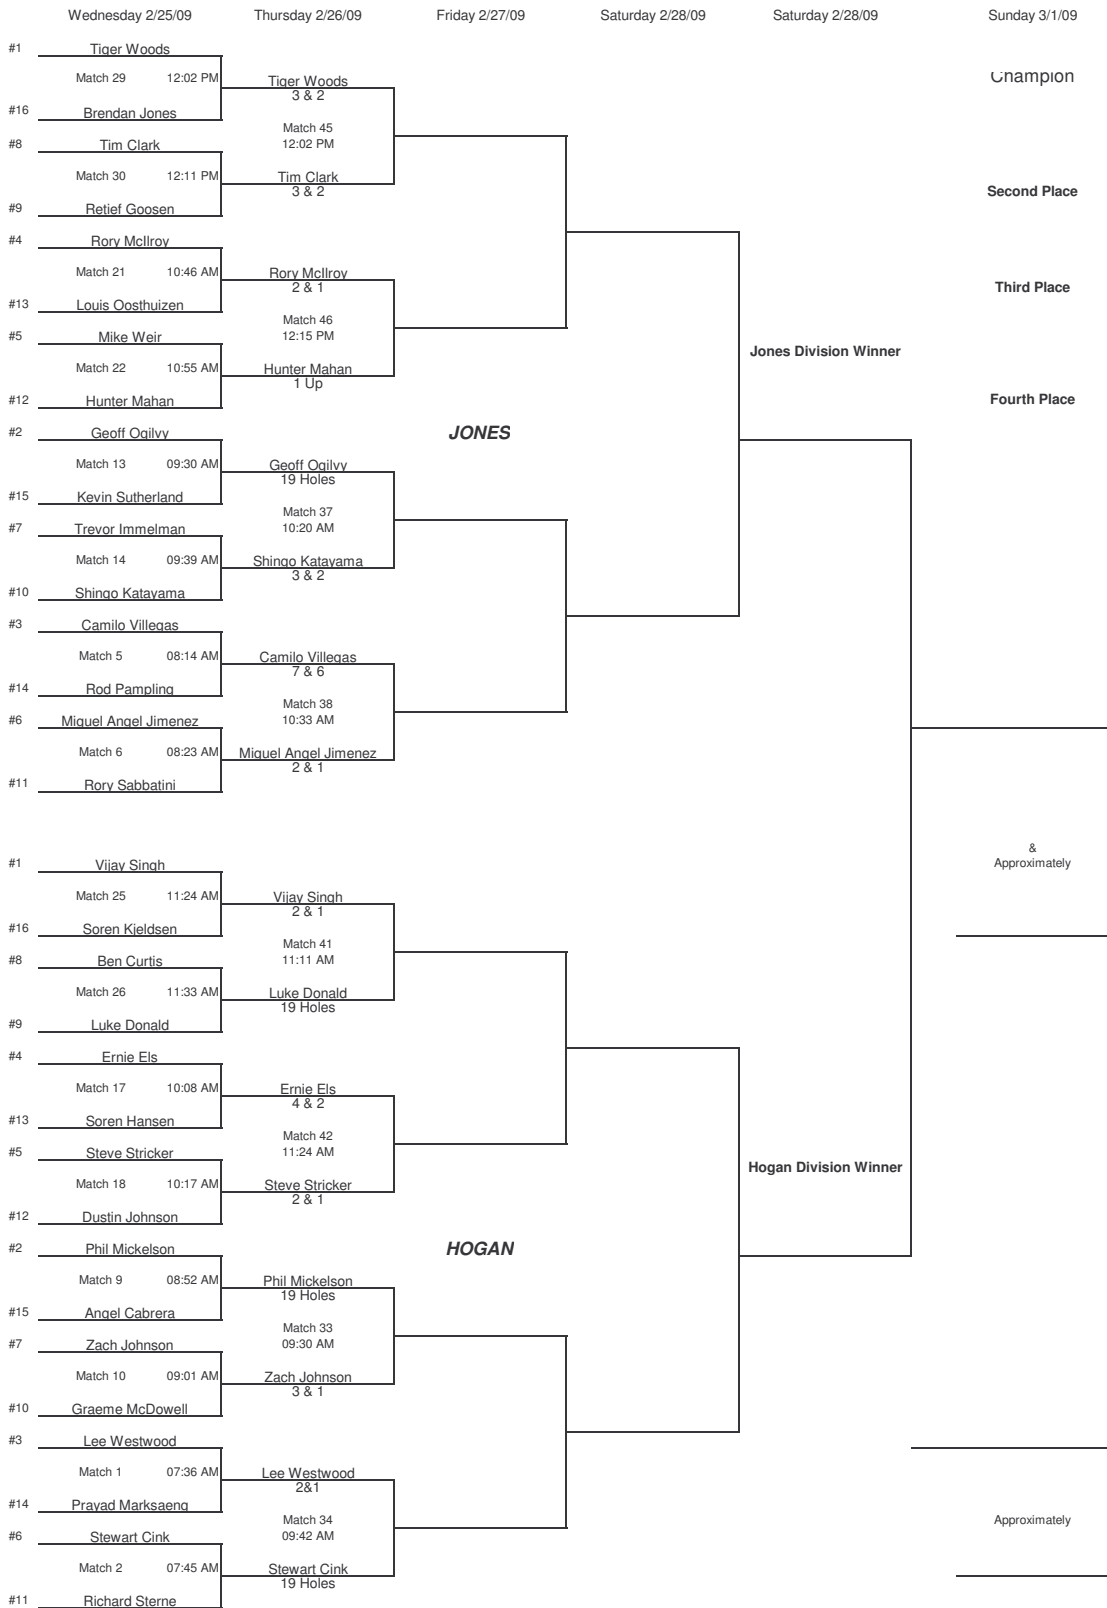 Wednesday 2/25/09 Thursday 2/26/09 Friday 2/27/09 Saturday 2/28/09 Saturday 2/28/09 Sunday 3/1/09
#1 Tiger Woods
Match 29 12:02 PM
#16 Brendan Jones
#8 Tim Clark
Match 30 12:11 PM
#9 Retief Goosen
#4 Rory McIlroy
Match 21 10:46 AM
#13 Louis Oosthuizen
#5 Mike Weir
Match 22 10:55 AM
#12 Hunter Mahan
#2 Geoff Ogilvy
Match 13 09:30 AM
#15 Kevin Sutherland
#7 Trevor Immelman
Match 14 09:39 AM
#10 Shingo Katayama
#3 Camilo Villegas
Match 5 08:14 AM
#14 Rod Pampling
#6 Miguel Angel Jimenez
Match 6 08:23 AM
#11 Rory Sabbatini
Tiger Woods
3 & 2
Match 45
12:02 PM
Tim Clark
3 & 2
Rory McIlroy
2 & 1
Match 46
12:15 PM
Hunter Mahan
1 Up
Geoff Ogilvy
19 Holes
Match 37
10:20 AM
Shingo Katayama
3 & 2
Camilo Villegas
7 & 6
Match 38
10:33 AM
Miguel Angel Jimenez
2 & 1
JONES
Jones Division Winner
Champion
Second Place
Third Place
Fourth Place
#1 Vijay Singh
Match 25 11:24 AM
#16 Soren Kjeldsen
#8 Ben Curtis
Match 26 11:33 AM
#9 Luke Donald
#4 Ernie Els
Match 17 10:08 AM
#13 Soren Hansen
#5 Steve Stricker
Match 18 10:17 AM
#12 Dustin Johnson
#2 Phil Mickelson
Match 9 08:52 AM
#15 Angel Cabrera
#7 Zach Johnson
Match 10 09:01 AM
#10 Graeme McDowell
#3 Lee Westwood
Match 1 07:36 AM
#14 Prayad Marksaeng
#6 Stewart Cink
Match 2 07:45 AM
#11 Richard Sterne
Vijay Singh
2 & 1
Match 41
11:11 AM
Luke Donald
19 Holes
Ernie Els
4 & 2
Match 42
11:24 AM
Steve Stricker
2 & 1
Phil Mickelson
19 Holes
Match 33
09:30 AM
Zach Johnson
3 & 1
Lee Westwood
2&1
Match 34
09:42 AM
Stewart Cink
19 Holes
HOGAN
Hogan Division Winner
&
Approximately
Approximately